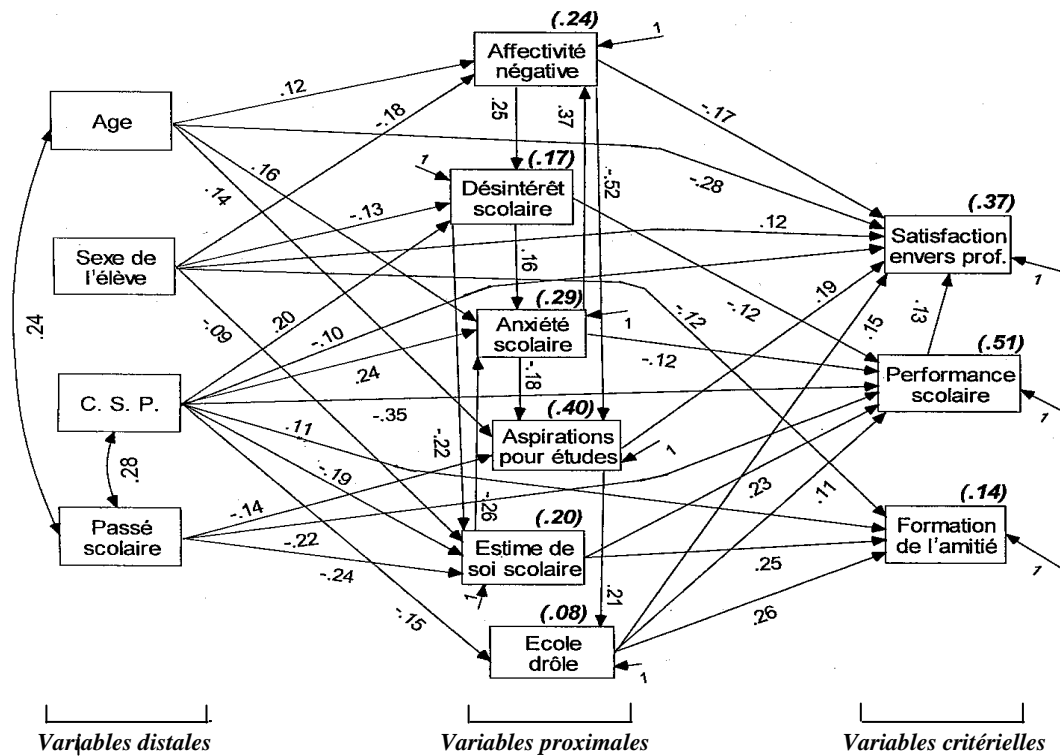 (.24)
1
Affectivité
négative
.12
-.18
.25
.37
-.17
Age
.16
.14
(.17)
1
Désintérêt
scolaire
-.52
-.28
-.13
.12
(.37)
Satisfaction
envers prof.
1
Sexe de
l'élève
.16
.24
-.09
.20
-.10
(.29)
Anxiété
scolaire
1
-.12
-.12
.19
.15
.13
-.12
(.51)
Performance
scolaire
1
.24
-.18
C. S. P.
-.35
.11
(.40)
Aspirations
pour études
1
-.22
.28
-.19
-.14
-.26
.23
.11
(.14)
Formation
de l'amitié
1
Passé
scolaire
-.22
(.20)
Estime de
soi scolaire
1
.25
-.24
.21
.26
-.15
(.08)
Ecole
drôle
1
Variables distales
Variables proximales
Variables critérielles